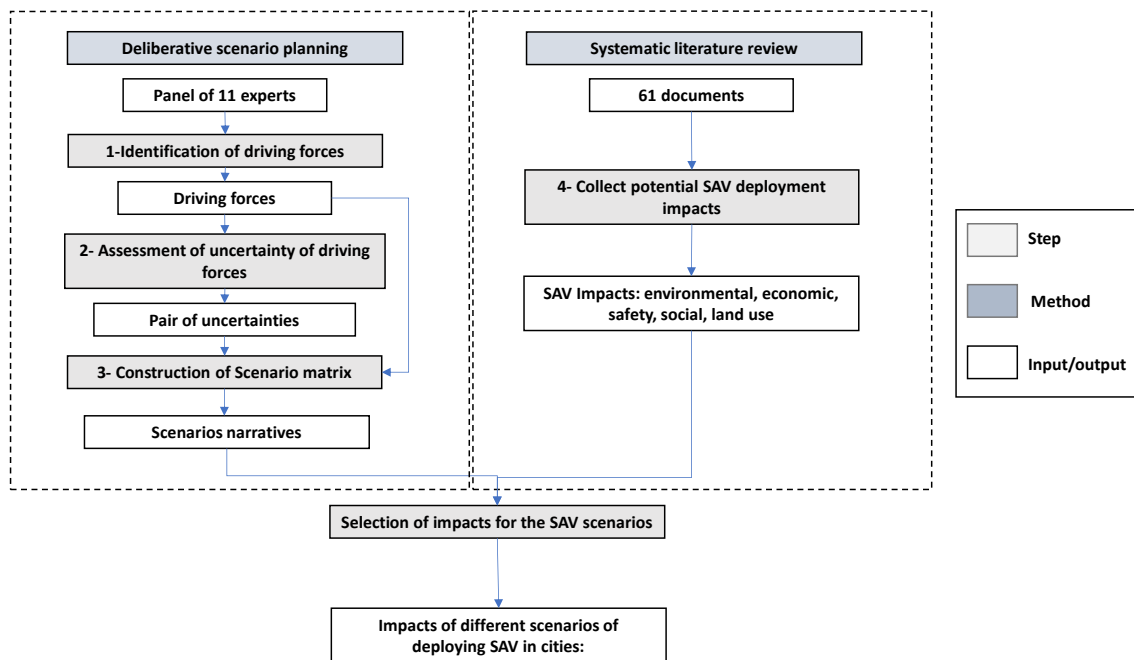 Deliberative scenario planning
Panel of 11 experts
1-Identification of driving forces
Driving forces
2- Assessment of uncertainty of driving
forces
Pair of uncertainties
3- Construction of Scenario matrix
Scenarios narratives
Systematic literature review
61 documents
4- Collect potential SAV deployment
impacts
SAV Impacts: environmental, economic,
safety, social, land use
Selection of impacts for the SAV scenarios
Impacts of different scenarios of
deploying SAV in cities:
Step
Method
Input/output